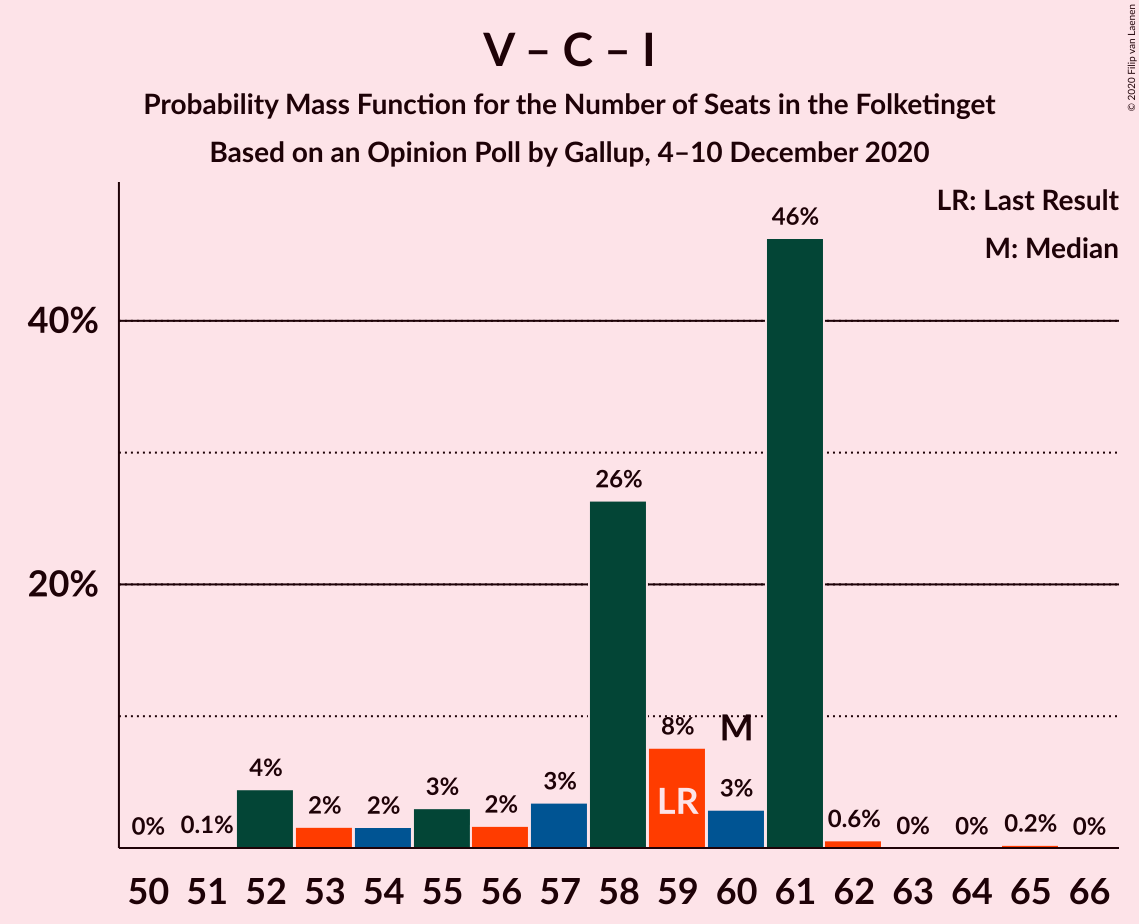 V – C – I
Probability Mass Function for the Number of Seats in the Folketinget
Based on an Opinion Poll by Gallup, 4–10 December 2020
© 2020 Filip van Laenen
LR: Last Result
M: Median
46%
40%
26%
20%
8%
M
4%
2%
2%
3%
2%
3%
LR
3%
0%
0.1%
0.6%
0%
0%
0.2%
0%
50 51 52 53 54 55 56 57 58 59 60 61 62 63 64 65 66